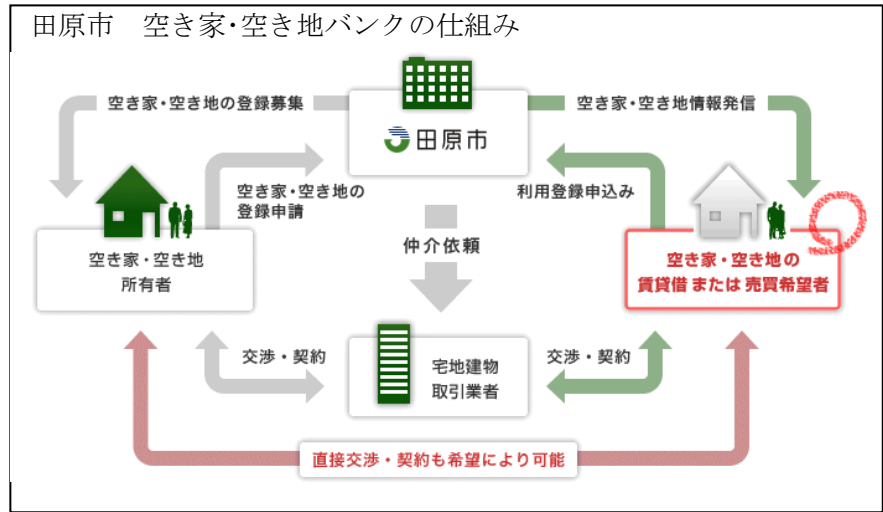 田原市　空き家･空き地バンクの仕組み
空き家･空き地の登録募集
空き家･空き地情報発信
田原市
空き家･空き地の
登録申請
利用登録申込み
仲介依頼
空き家・空き地
所有者
空き家・空き地の
賃貸借 または 売買希望者
交渉・契約
宅地建物
取引業者
交渉・契約
直接交渉・契約も希望により可能